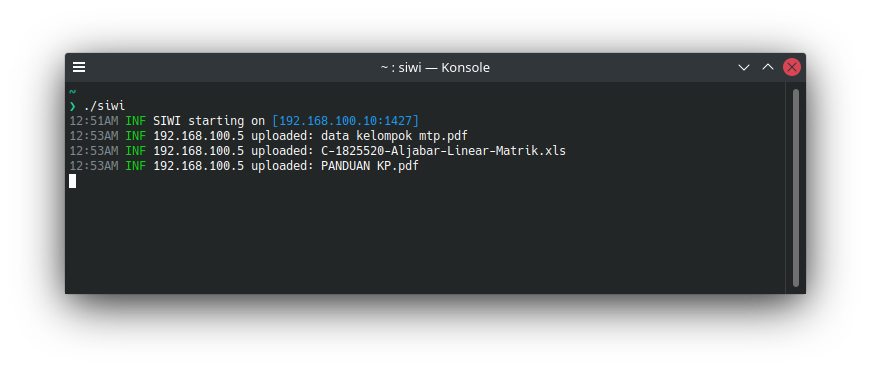 ~ : siwi — Konsole
~
❯ ./siwi
12:51AM INF SIWI starting on [192.168.100.10:1427]
12:53AM INF 192.168.100.5 uploaded: data kelompok mtp.pdf
12:53AM INF 192.168.100.5 uploaded: C-1825520-Aljabar-Linear-Matrik.xls
12:53AM INF 192.168.100.5 uploaded: PANDUAN KP.pdf